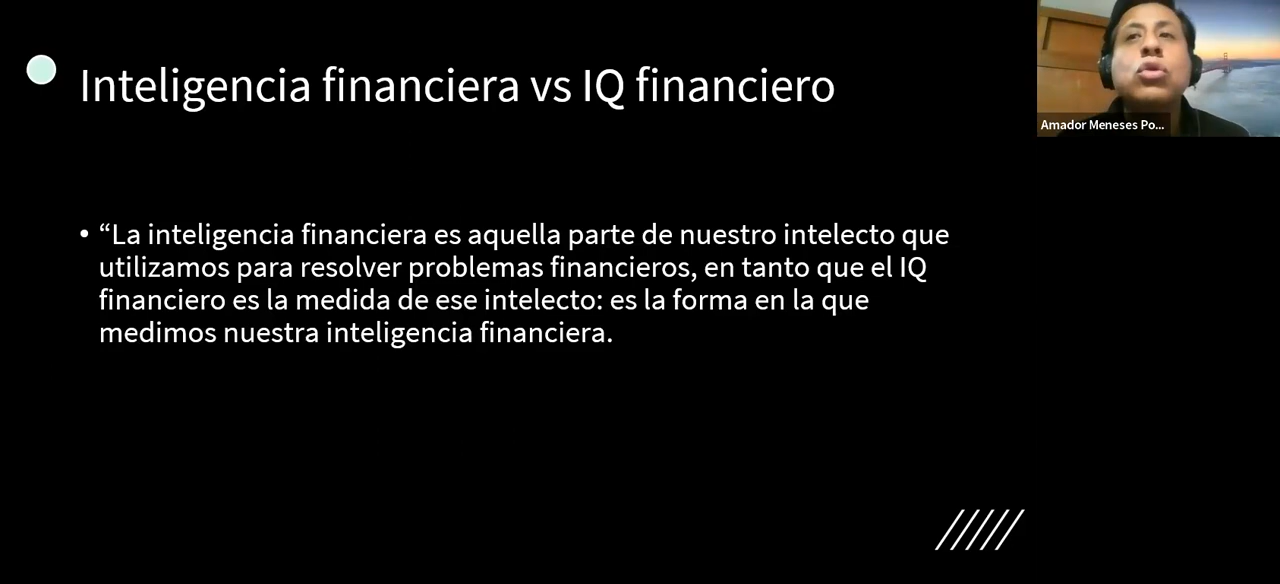 Inteligencia financiera vs IQ financiero
Amador Meneses Po...
• “La inteligencia financiera es aquella parte de nuestro intelecto que
utilizamos para resolver problemas financieros, en tanto que el IQ
financiero es la medida de ese intelecto: es la forma en la que
medimos nuestra inteligencia financiera.